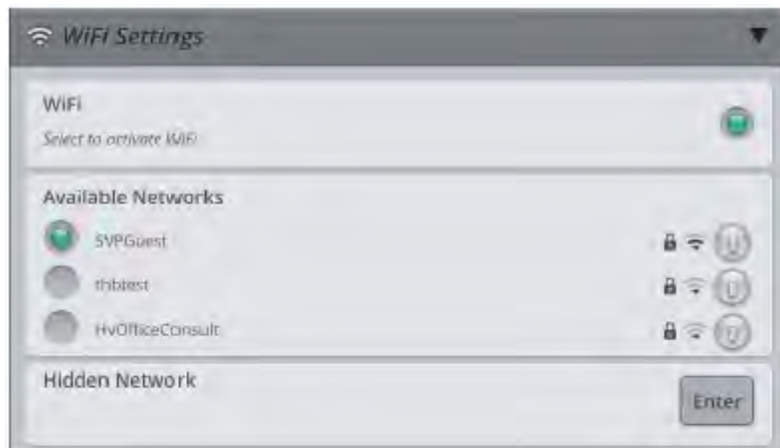 WiFi Settings
WiFi
Select to activate WiFi
Available Networks
SVPGuest
thbtest
HvOfficeConsult
Hidden Network
Enter